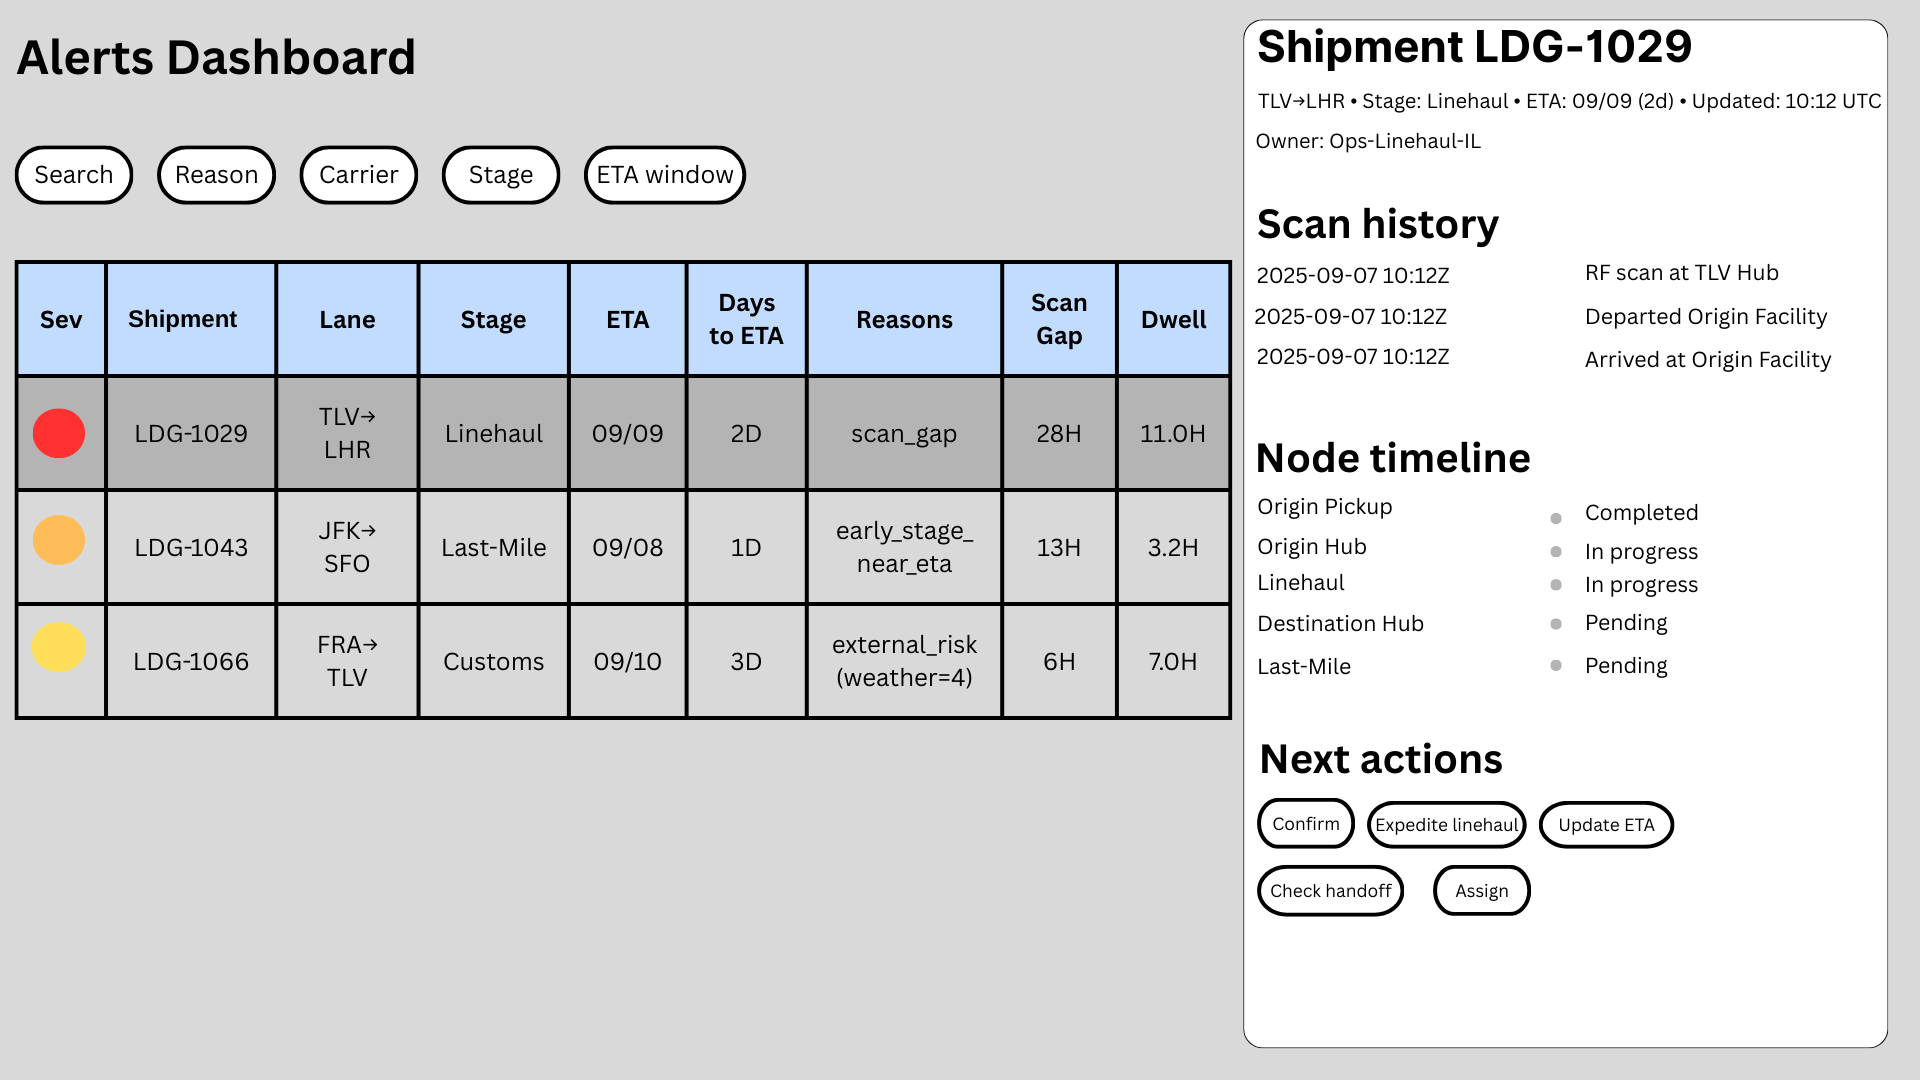 Alerts Dashboard
Search
Reason
Carrier
Stage
ETA window
Sev
Shipment
Lane
Stage
ETA
Days
to ETA
Reasons
Scan
Gap
Dwell
LDG-1029
TLV→
LHR
Linehaul
09/09
2D
scan_gap
28H
11.0H
LDG-1043
JFK→
SFO
Last-Mile
09/08
1D
early_stage_
near_eta
13H
3.2H
LDG-1066
FRA→
TLV
Customs
09/10
3D
external_risk
(weather=4)
6H
7.0H
Shipment LDG-1029
TLV→LHR • Stage: Linehaul • ETA: 09/09 (2d) • Updated: 10:12 UTC
Owner: Ops-Linehaul-IL
Scan history
2025-09-07 10:12Z RF scan at TLV Hub
2025-09-07 10:12Z Departed Origin Facility
2025-09-07 10:12Z Arrived at Origin Facility
Node timeline
Origin Pickup • Completed
Origin Hub • In progress
Linehaul • In progress
Destination Hub • Pending
Last-Mile • Pending
Next actions
Confirm
Expedite linehaul
Update ETA
Check handoff
Assign